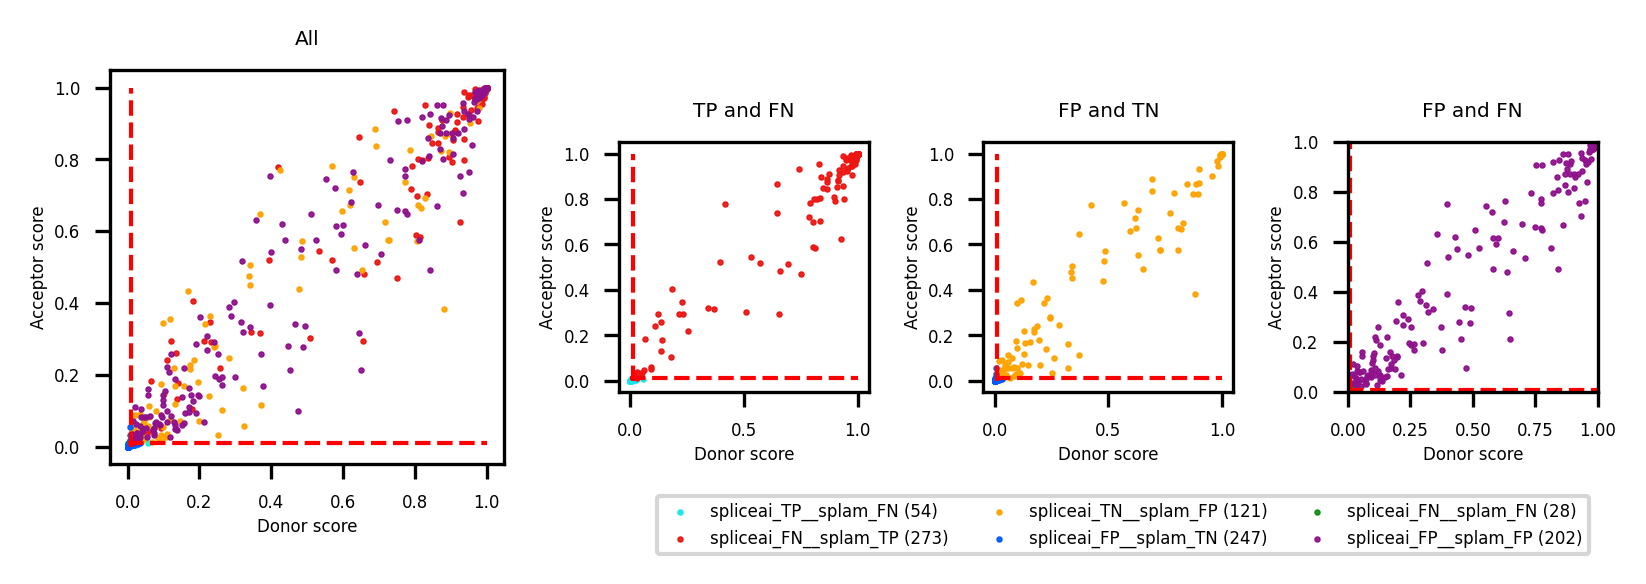 All
Acceptor score
1.0
0.8
0.6
0.4
0.2
0.0
0.0 0.2 0.4 0.6 0.8 1.0
Donor score
TP and FN
Acceptor score
1.0
0.8
0.6
0.4
0.2
0.0
0.0 0.5 1.0
Donor score
FP and TN
Acceptor score
1.0
0.8
0.6
0.4
0.2
0.0
0.0 0.5 1.0
Donor score
FP and FN
Acceptor score
1.0
0.8
0.6
0.4
0.2
0.0
0.00 0.25 0.50 0.75 1.00
Donor score
spliceai_TP__splam_FN (54) spliceai_TN__splam_FP (121) spliceai_FN__splam_FN (28)
spliceai_FN__splam_TP (273) spliceai_FP__splam_TN (247) spliceai_FP__splam_FP (202)